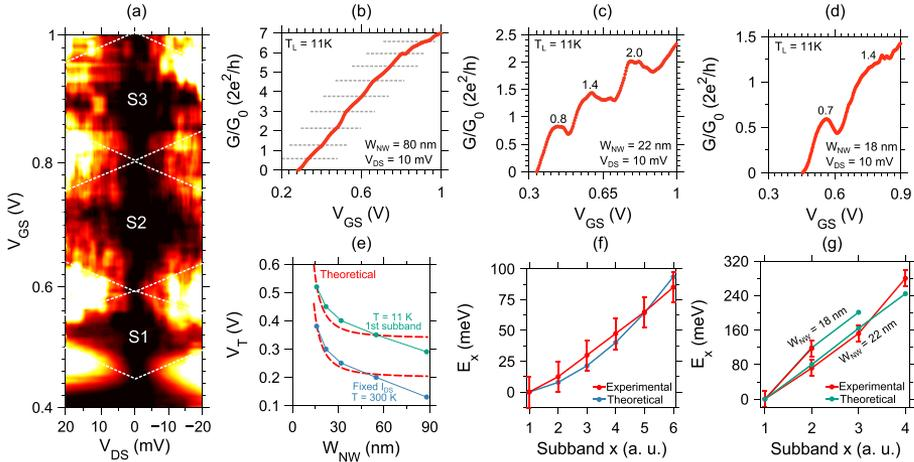 (a)
1
S3
0.8
V_GS (V)
S2
0.6
S1
0.4
20 10 0 −10 −20
V_DS (mV)
(b)
7
6
5
4
3
2
1
0
G/G_0 (2e²/h)
T_L = 11K
W_NW = 80 nm
V_DS = 10 mV
0.2 0.6 1
V_GS (V)
(c)
2.5
2
1.5
1
0.5
0
G/G_0 (2e²/h)
T_L = 11K
2.0
1.4
0.8
W_NW = 22 nm
V_DS = 10 mV
0.3 0.65 1
V_GS (V)
(d)
1.5
1
0.5
0
G/G_0 (2e²/h)
T_L = 11K
1.4
0.7
W_NW = 18 nm
V_DS = 10 mV
0.3 0.6 0.9
V_GS (V)
(e)
0.6
0.5
0.4
0.3
0.2
0.1
V_T (V)
Theoretical
T = 11 K
1st subband
Fixed I_DS
T = 300 K
0 30 60 90
W_NW (nm)
(f)
100
75
50
25
0
E_x (meV)
Experimental
Theoretical
1 2 3 4 5 6
Subband x (a. u.)
(g)
320
240
160
80
0
E_x (meV)
W_NW = 18 nm
W_NW = 22 nm
Experimental
Theoretical
1 2 3 4
Subband x (a. u.)